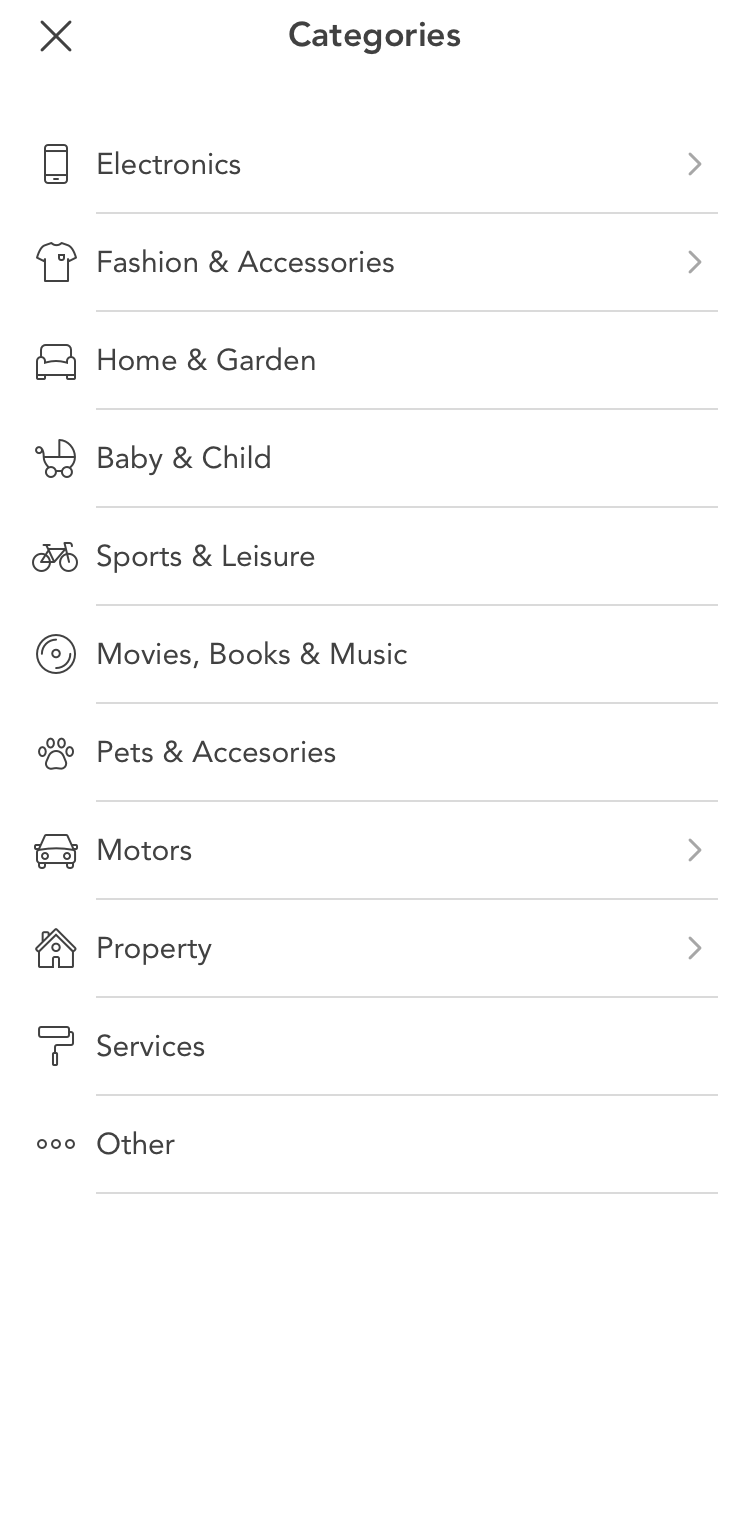 Categories
Electronics
Fashion & Accessories
Home & Garden
Baby & Child
Sports & Leisure
Movies, Books & Music
Pets & Accesories
Motors
Property
Services
Other